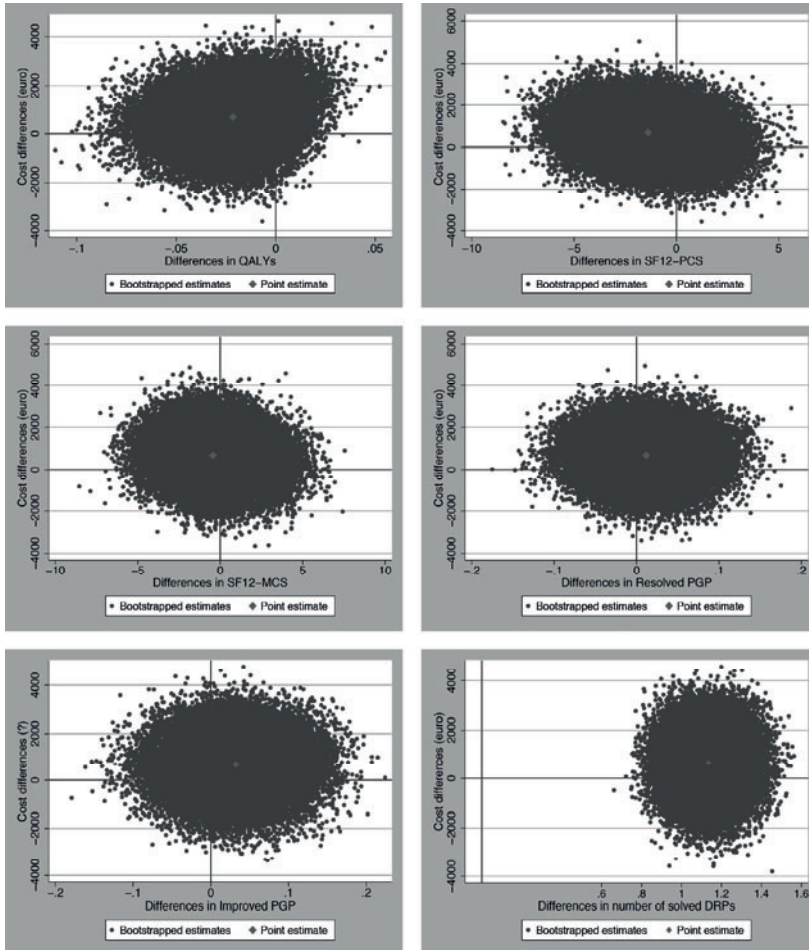 4000
2000
0
−2000
−4000
Cost differences (euro)
−.1 −.05 0 .05
Differences in QALYs
Bootstrapped estimates Point estimate
6000
4000
2000
0
−2000
−4000
Cost differences (euro)
−10 −5 0 5
Differences in SF12−PCS
Bootstrapped estimates Point estimate
6000
4000
2000
0
−2000
−4000
Cost differences (euro)
−10 −5 0 5 10
Differences in SF12−MCS
Bootstrapped estimates Point estimate
6000
4000
2000
0
−2000
−4000
Cost differences (euro)
−.2 −.1 0 .1 .2
Differences in Resolved PGP
Bootstrapped estimates Point estimate
4000
2000
0
−2000
−4000
Cost differences (?)
−.2 −.1 0 .1 .2
Differences in Improved PGP
Bootstrapped estimates Point estimate
4000
2000
0
−2000
−4000
Cost differences (euro)
.6 .8 1 1.2 1.4 1.6
Differences in number of solved DRPs
Bootstrapped estimates Point estimate